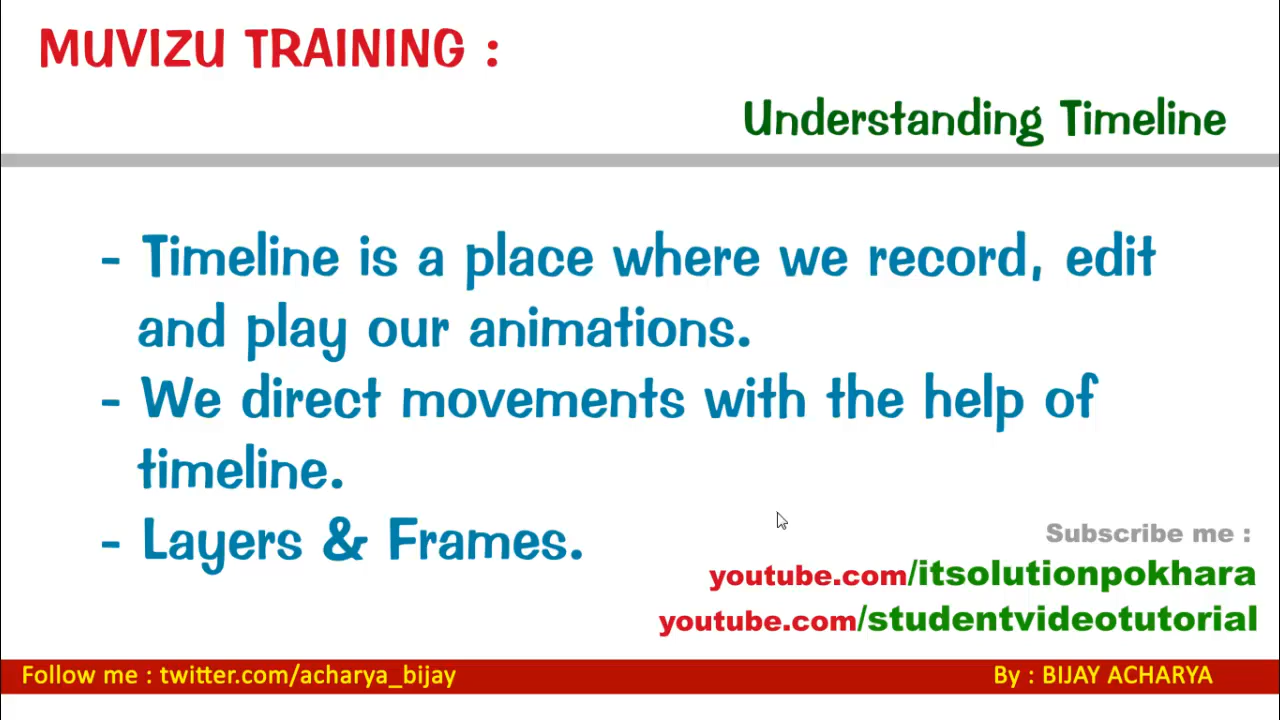 MUVIZU TRAINING :
Understanding Timeline
- Timeline is a place where we record, edit
and play our animations.
- We direct movements with the help of
timeline.
- Layers & Frames.
Subscribe me :
youtube.com/itsolutionpokhara
youtube.com/studentvideotutorial
Follow me : twitter.com/acharya_bijay
By : BIJAY ACHARYA